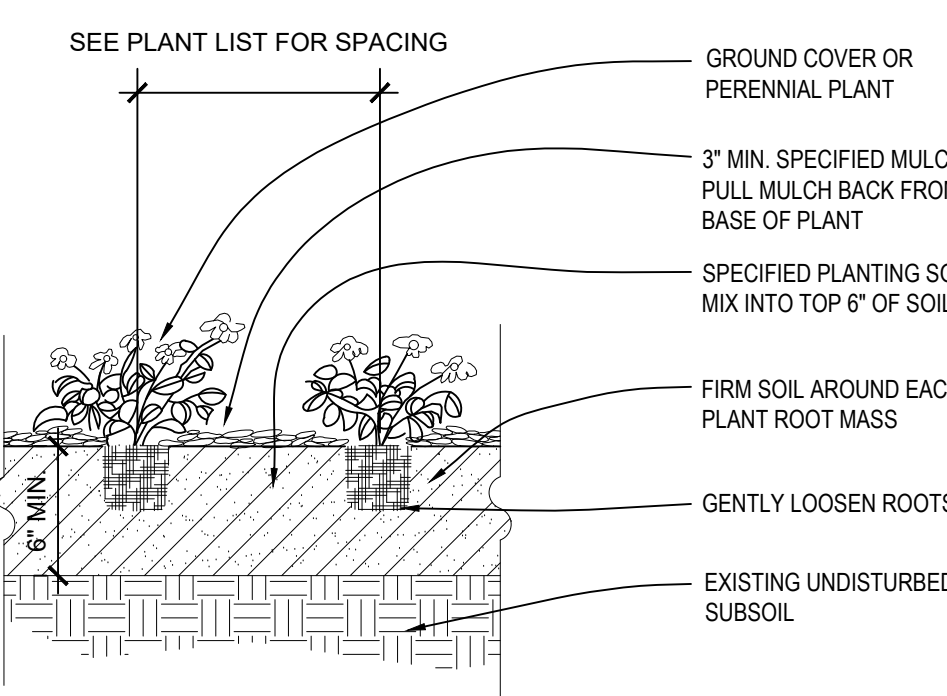 SEE PLANT LIST FOR SPACING
GROUND COVER OR
PERENNIAL PLANT
3" MIN. SPECIFIED MULC
PULL MULCH BACK FROM
BASE OF PLANT
SPECIFIED PLANTING SO
MIX INTO TOP 6" OF SOIL
FIRM SOIL AROUND EAC
PLANT ROOT MASS
GENTLY LOOSEN ROOTS
EXISTING UNDISTURBED
SUBSOIL
6" MIN.